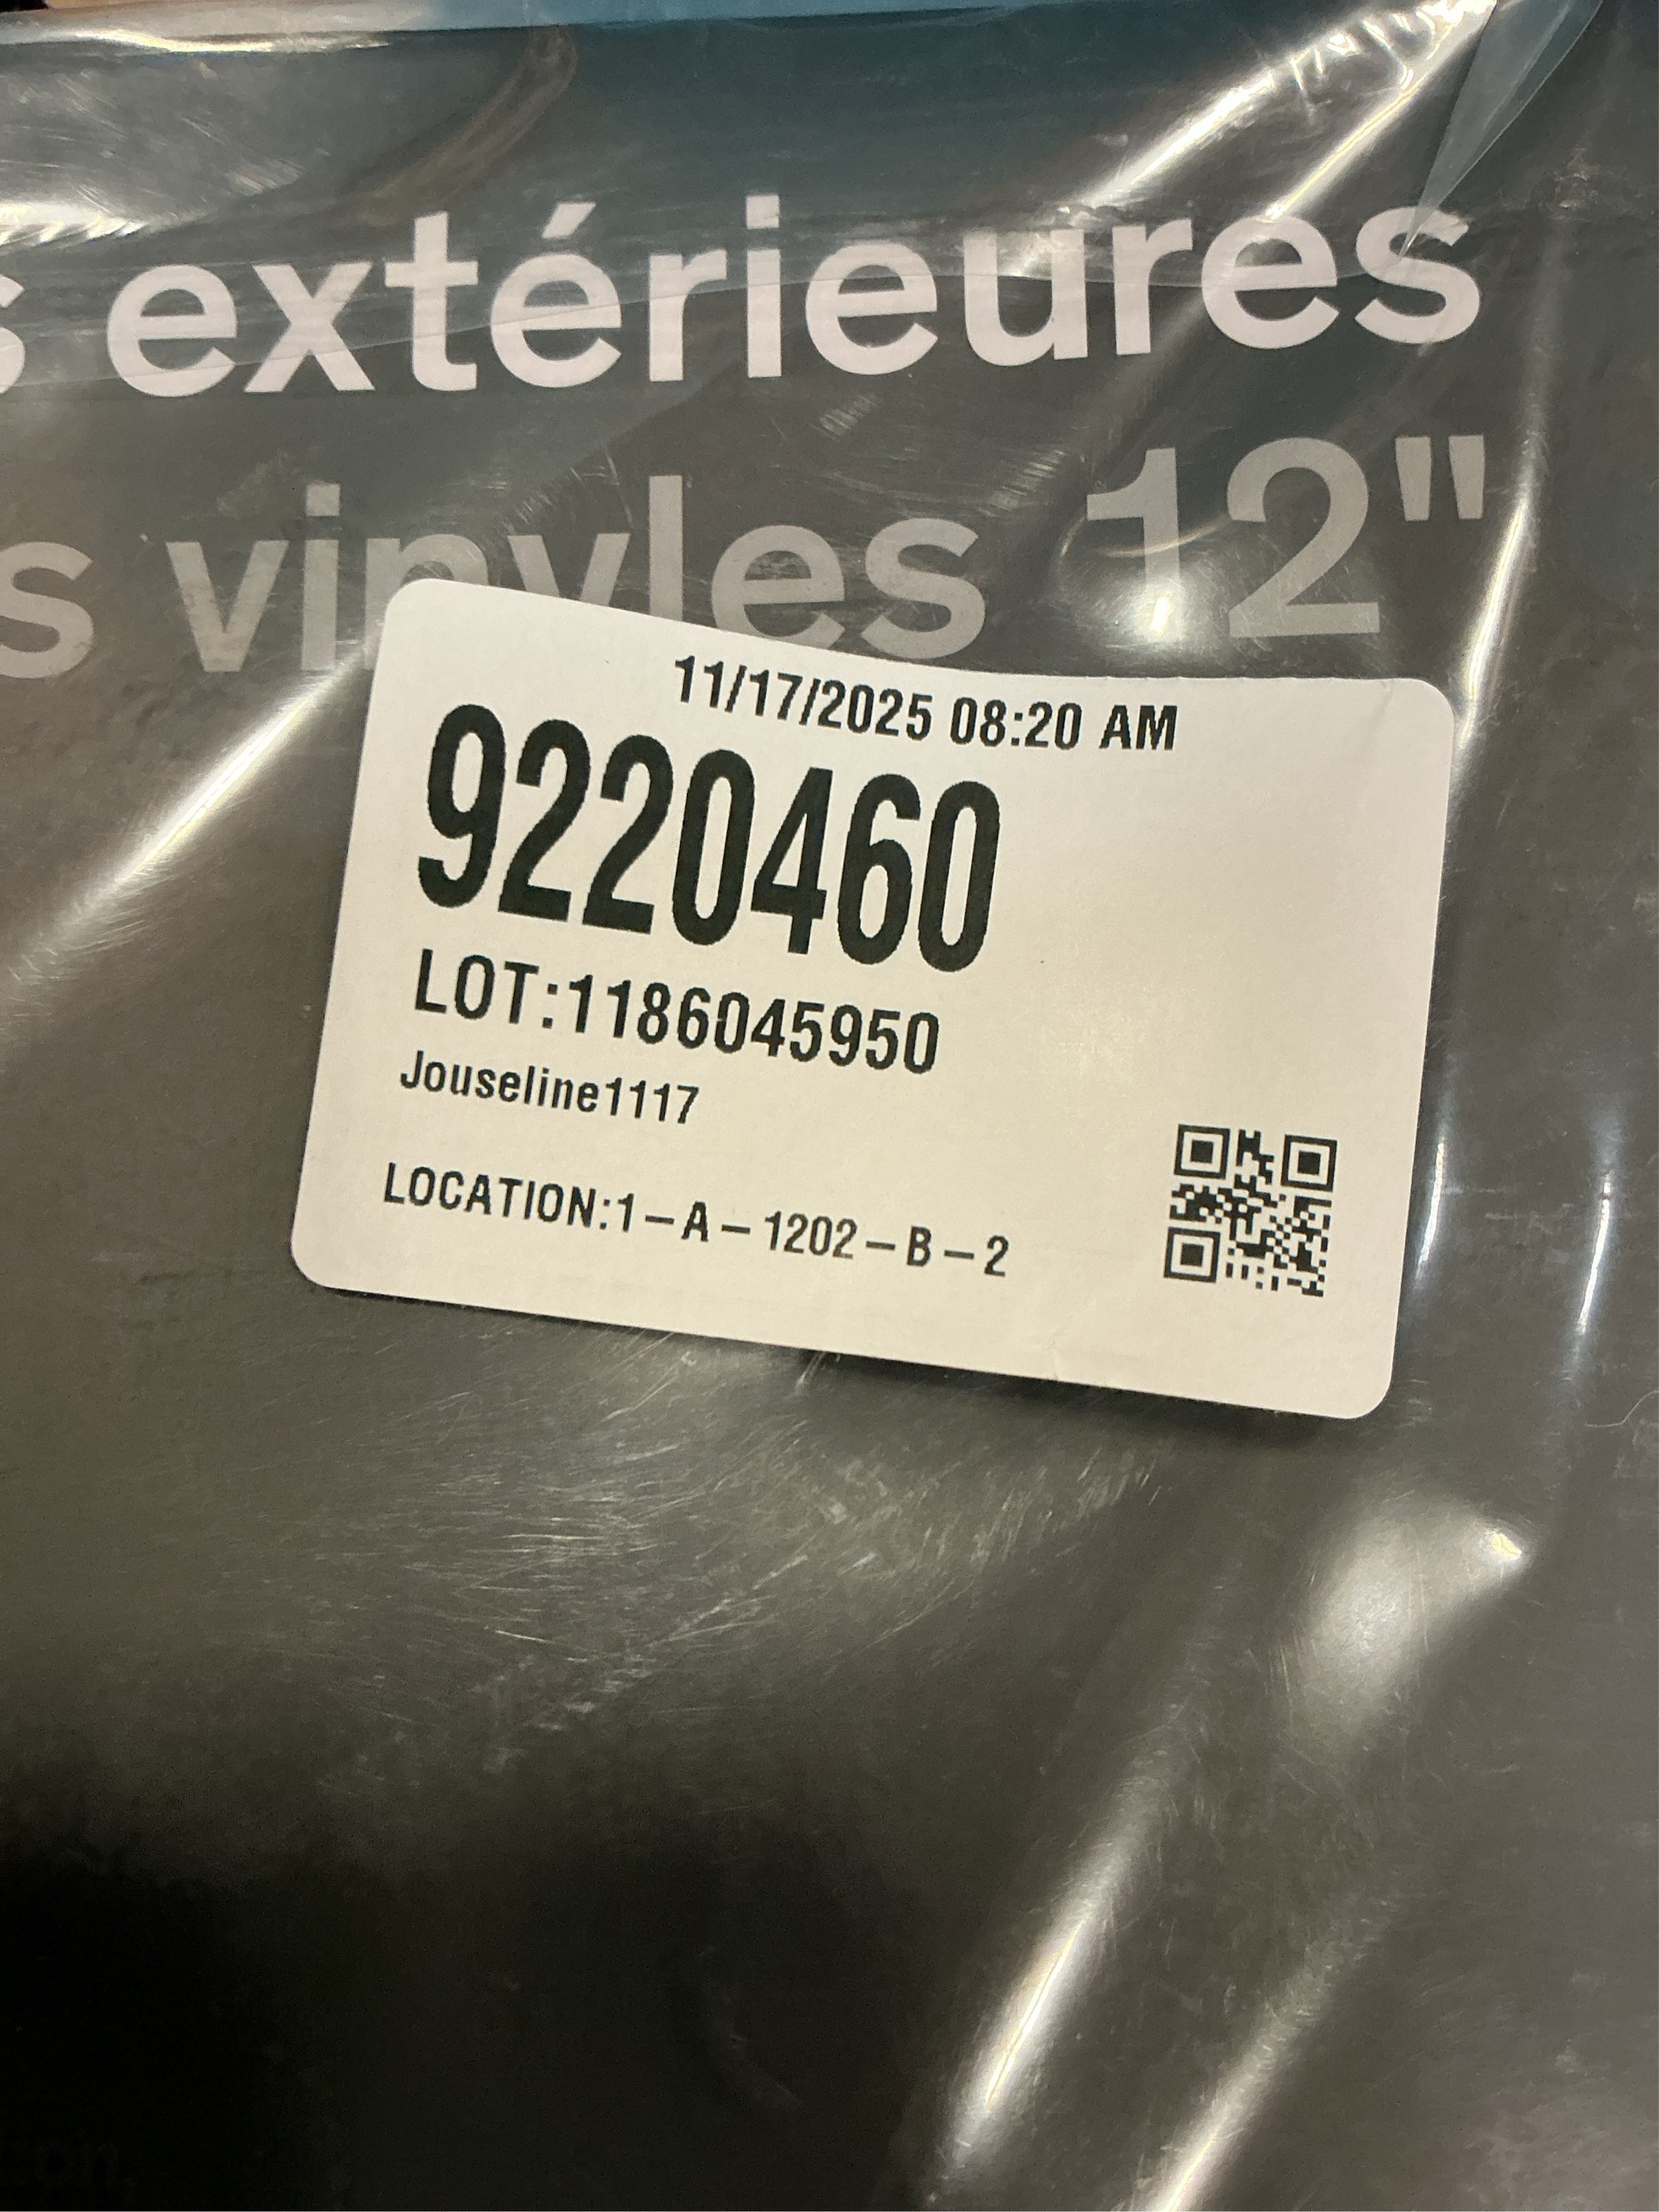 s extérieures
s vinyles 12"
11/17/2025 08:20 AM
9220460
LOT:1186045950
Jouseline1117
LOCATION:1-A-1202-B-2